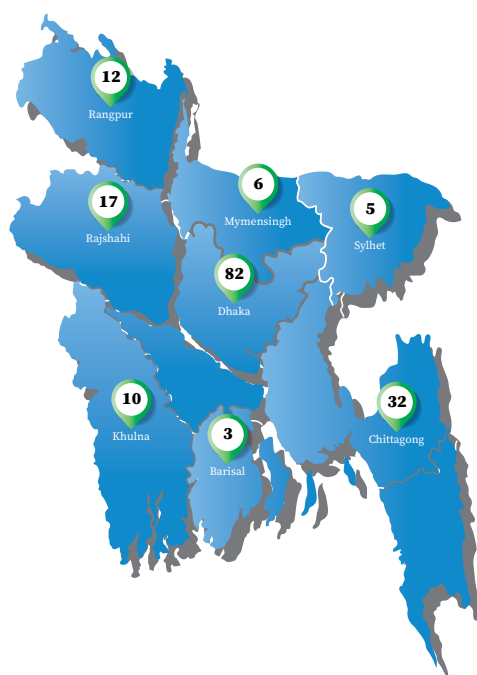 12
Rangpur
17
Rajshahi
6
Mymensingh
5
Sylhet
82
Dhaka
10
Khulna
3
Barisal
32
Chittagong